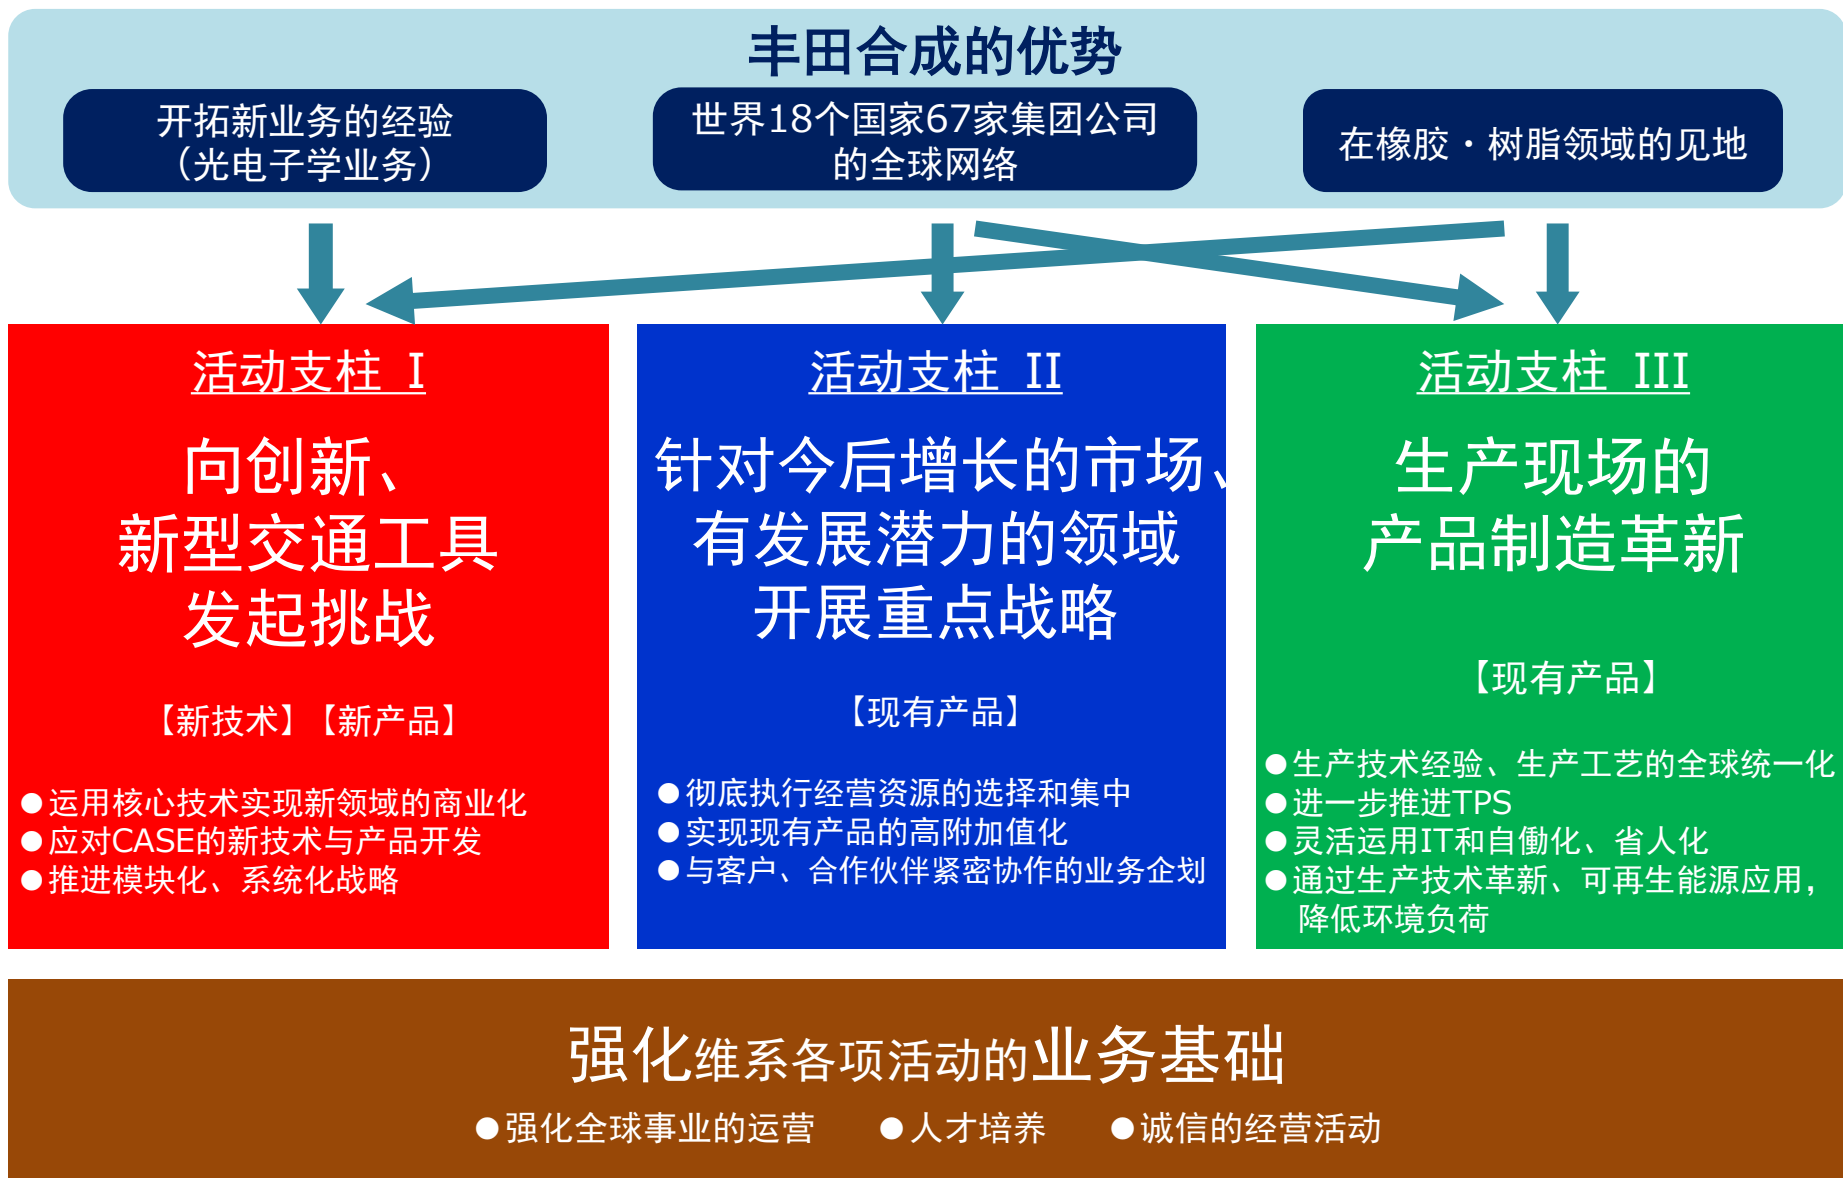 丰田合成的优势
开拓新业务的经验
（光电子学业务）
世界18个国家67家集团公司
的全球网络
在橡胶・树脂领域的见地
活动支柱 I
向创新、
新型交通工具
发起挑战
【新技术】【新产品】
●运用核心技术实现新领域的商业化
●应对CASE的新技术与产品开发
●推进模块化、系统化战略
活动支柱 II
针对今后增长的市场、
有发展潜力的领域
开展重点战略
【现有产品】
●彻底执行经营资源的选择和集中
●实现现有产品的高附加值化
●与客户、合作伙伴紧密协作的业务企划
活动支柱 III
生产现场的
产品制造革新
【现有产品】
●生产技术经验、生产工艺的全球统一化
●进一步推进TPS
●灵活运用IT和自働化、省人化
●通过生产技术革新、可再生能源应用，
降低环境负荷
强化维系各项活动的业务基础
●强化全球事业的运营 ●人才培养 ●诚信的经营活动